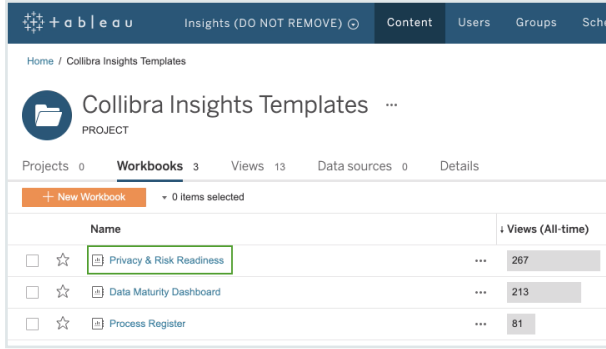 +ableau Insights (DO NOT REMOVE) Content Users Groups
Home / Collibra Insights Templates
Collibra Insights Templates ...
PROJECT
Projects 0 Workbooks 3 Views 13 Data sources 0 Details
+ New Workbook 0 items selected
Name ↓ Views (All-time)
Privacy & Risk Readiness ... 267
Data Maturity Dashboard ... 213
Process Register ... 81